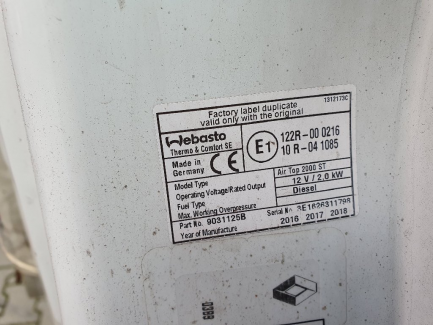 Factory label duplicate 1312173C
valid only with the original
Webasto
Thermo & Comfort SE
Made in
Germany
CE
E1
122R-00 0216
10 R-04 1085
Model Type Air Top 2000 ST
Operating Voltage/Rated Output 12 V / 2,0 kW
Fuel Type Diesel
Max. Working Overpressure
Part No. 9031125B Serial No.
Year of Manufacture 2016 2017 2018
0389